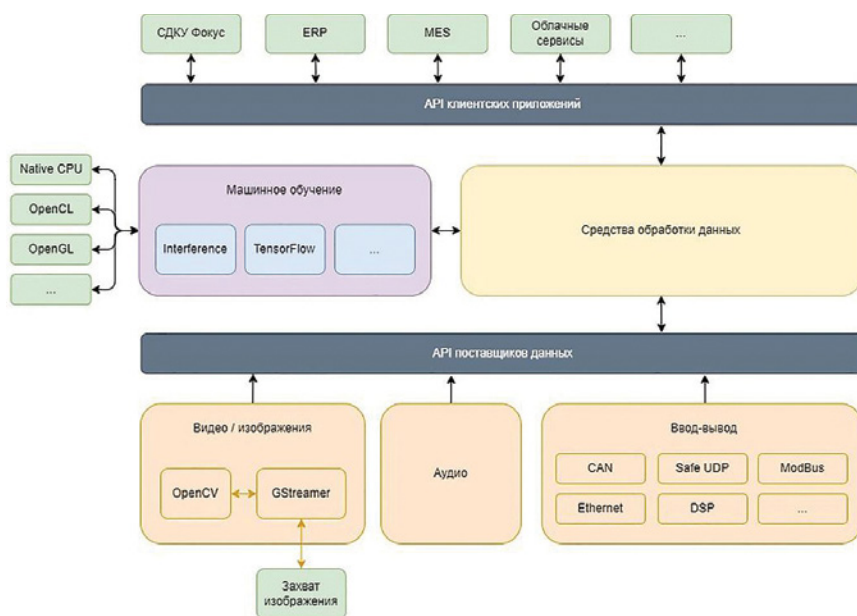 СДКУ Фокус
ERP
MES
Облачные
сервисы
...
API клиентских приложений
Native CPU
OpenCL
OpenGL
...
Машинное обучение
Interference
TensorFlow
...
Средства обработки данных
API поставщиков данных
Видео / изображения
OpenCV
GStreamer
Захват
изображения
Аудио
Ввод-вывод
CAN
Safe UDP
ModBus
Ethernet
DSP
...